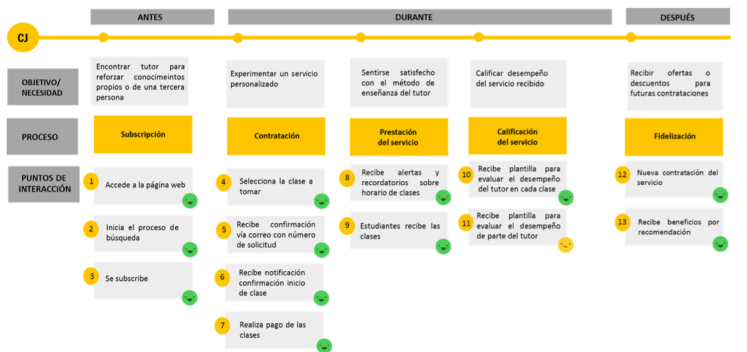 ANTES
DURANTE
DESPUÉS
CJ
OBJETIVO/
NECESIDAD
Encontrar tutor para
reforzar conocimeintos
propios o de una tercera
persona
Experimentar un servicio
personalizado
Sentirse satisfecho
con el método de
enseñanza del tutor
Calificar desempeño
del servicio recibido
Recibir ofertas o
descuentos para
futuras contrataciones
PROCESO
Subscripción
Contratación
Prestación
del servicio
Calificación
del servicio
Fidelización
PUNTOS DE
INTERACCIÓN
1
Accede a la página web
2
Inicia el proceso de
búsqueda
3
Se subscribe
4
Selecciona la clase a
tomar
5
Recibe confirmación
vía correo con número
de solicitud
6
Recibe notificación
confirmación inicio
de clase
7
Realiza pago de las
clases
8
Recibe alertas y
recordatorios sobre
horario de clases
9
Estudiantes recibe las
clases
10
Recibe plantilla para
evaluar el desempeño
del tutor en cada clase
11
Recibe plantilla para
evaluar el desempeño
de parte del tutor
12
Nueva contratación del
servicio
13
Recibe beneficios por
recomendación